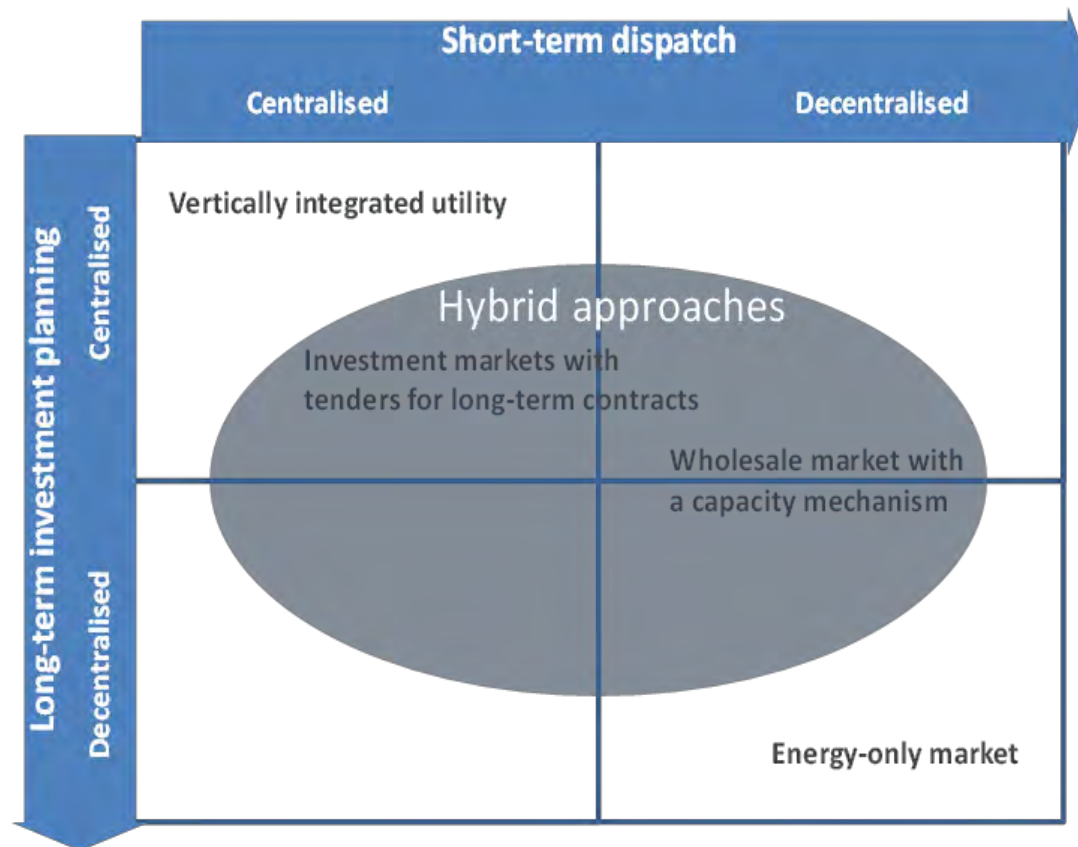 Short-term dispatch
Centralised
Decentralised
Long-term investment planning
Centralised
Decentralised
Vertically integrated utility
Hybrid approaches
Investment markets with
tenders for long-term contracts
Wholesale market with
a capacity mechanism
Energy-only market